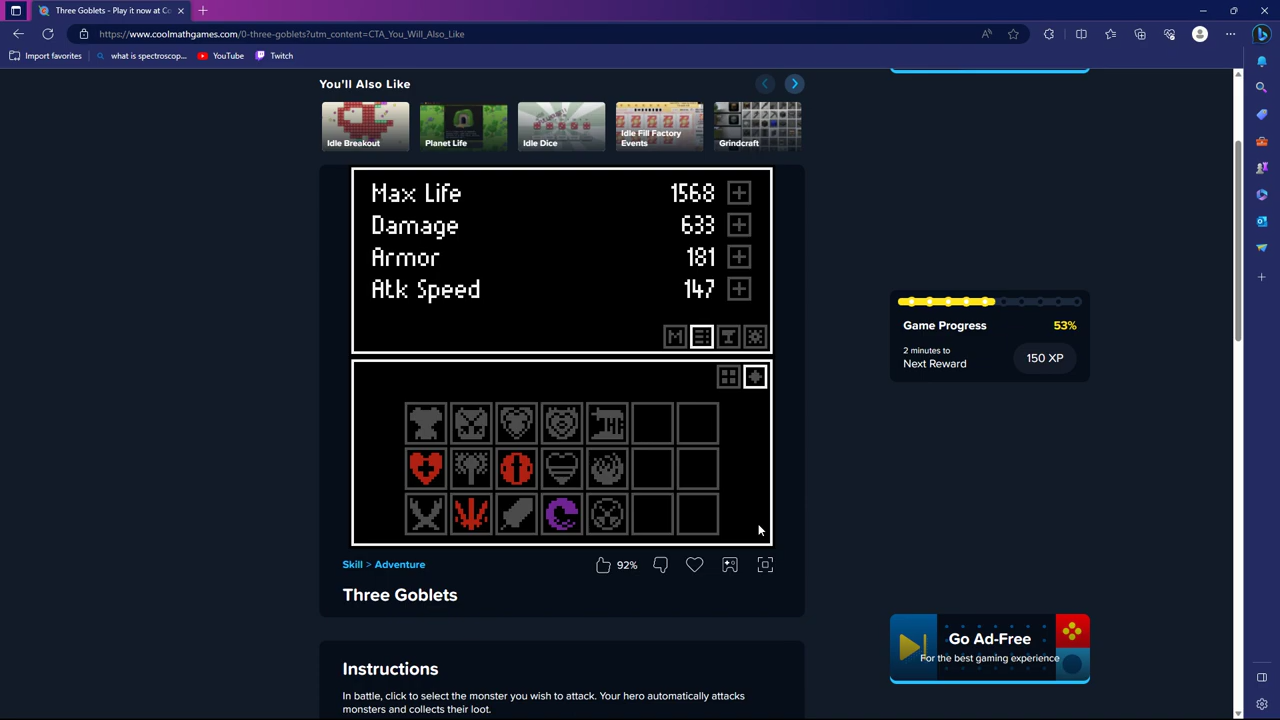 Three Goblets - Play it now at Co
https://www.coolmathgames.com/0-three-goblets?utm_content=CTA_You_Will_Also_Like
Import favorites
what is spectroscop...
YouTube
Twitch
You'll Also Like
Idle Breakout
Planet Life
Idle Dice
Idle Fill Factory
Events
Grindcraft
Max Life 1568
Damage 633
Armor 181
Atk Speed 147
Game Progress 53%
2 minutes to
Next Reward
150 XP
Skill > Adventure
92%
Three Goblets
Go Ad-Free
For the best gaming experience
Instructions
In battle, click to select the monster you wish to attack. Your hero automatically attacks
monsters and collects their loot.